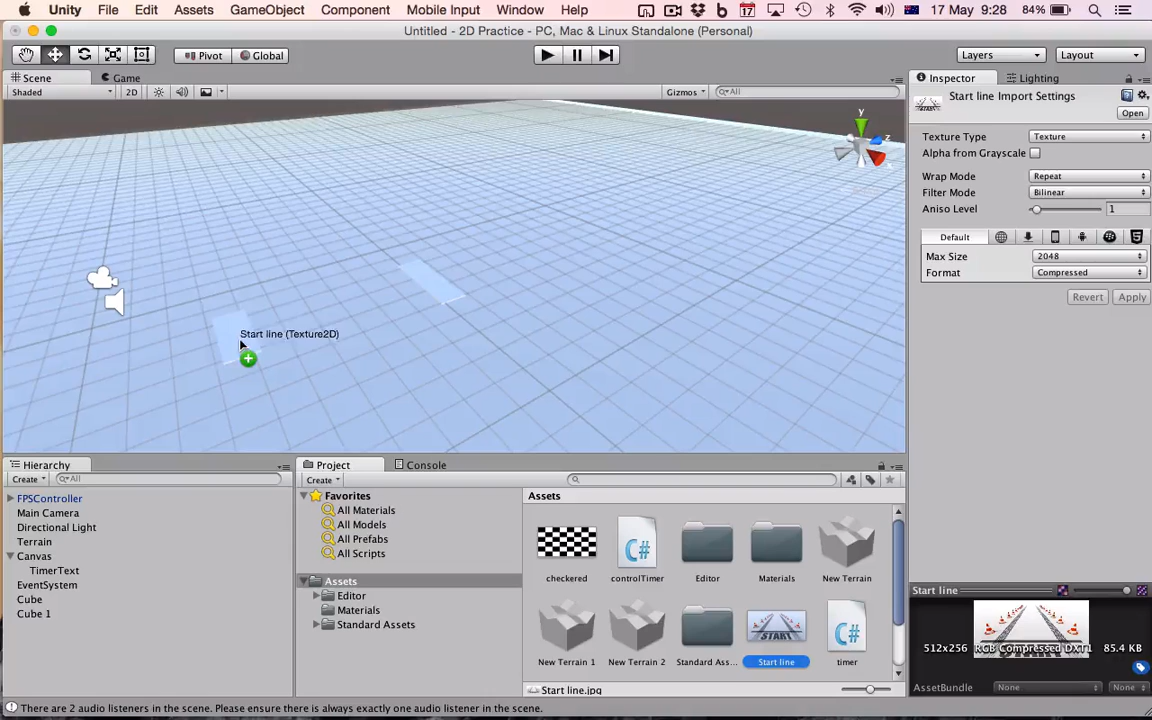 Unity File Edit Assets GameObject Component Mobile Input Window Help 17 17 May 9:28 84%
Untitled - 2D Practice - PC, Mac & Linux Standalone (Personal)
Pivot Global Layers Layout
Scene Game Inspector Lighting
Shaded 2D Gizmos All
Start line Import Settings
Open
Texture Type Texture
Alpha from Grayscale
Wrap Mode Repeat
Filter Mode Bilinear
Aniso Level 1
Default
Max Size 2048
Format Compressed
Revert Apply
y
z
Start line (Texture2D)
Hierarchy
Create All
FPSController
Main Camera
Directional Light
Terrain
Canvas
TimerText
EventSystem
Cube
Cube 1
Project Console
Create
Favorites
All Materials
All Models
All Prefabs
All Scripts
Assets
Editor
Materials
Standard Assets
Assets
C#
checkered controlTimer Editor Materials New Terrain
START C#
New Terrain 1 New Terrain 2 Standard Ass... Start line timer
Start line.jpg
Start line
512x256 RGB Compressed DXT1 85.4 KB
AssetBundle None None
There are 2 audio listeners in the scene. Please ensure there is always exactly one audio listener in the scene.